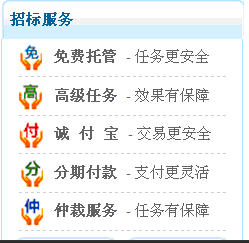 招标服务
免 免费托管 - 任务更安全
高 高级任务 - 效果有保障
付 诚 付 宝 - 交易更安全
分 分期付款 - 支付更灵活
仲 仲裁服务 - 任务有保障